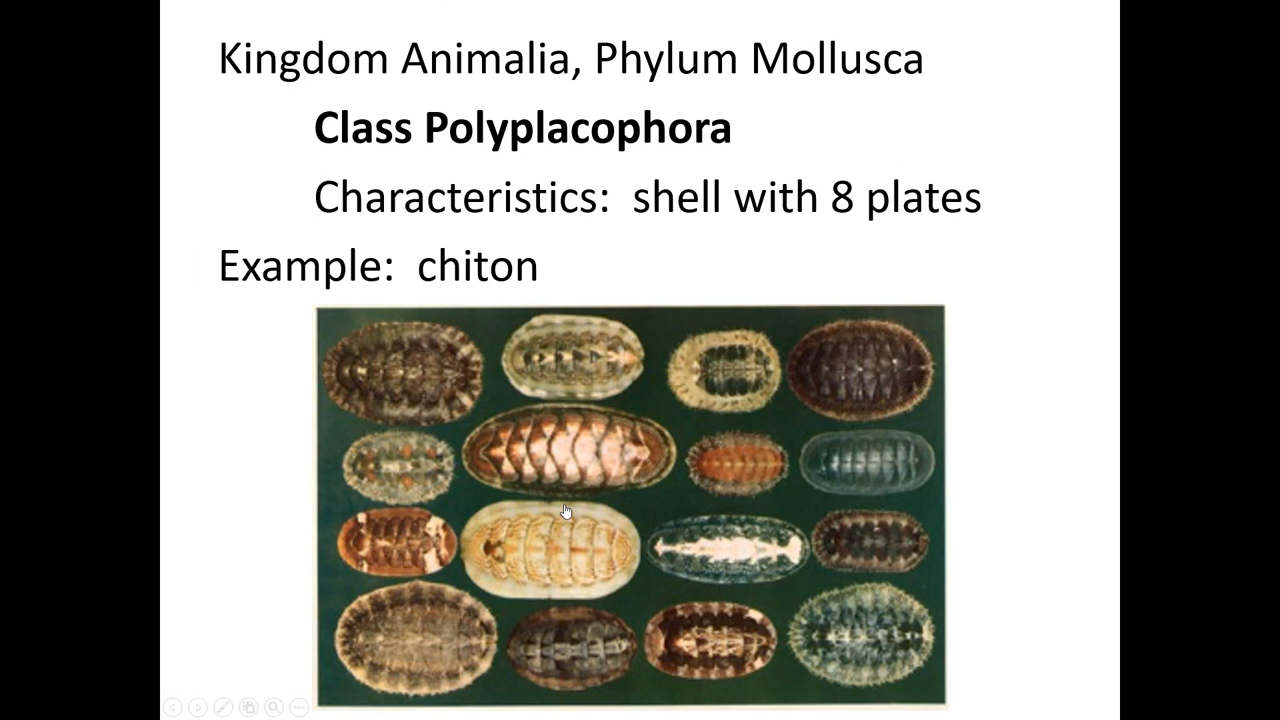 Kingdom Animalia, Phylum Mollusca
Class Polyplacophora
Characteristics: shell with 8 plates
Example: chiton